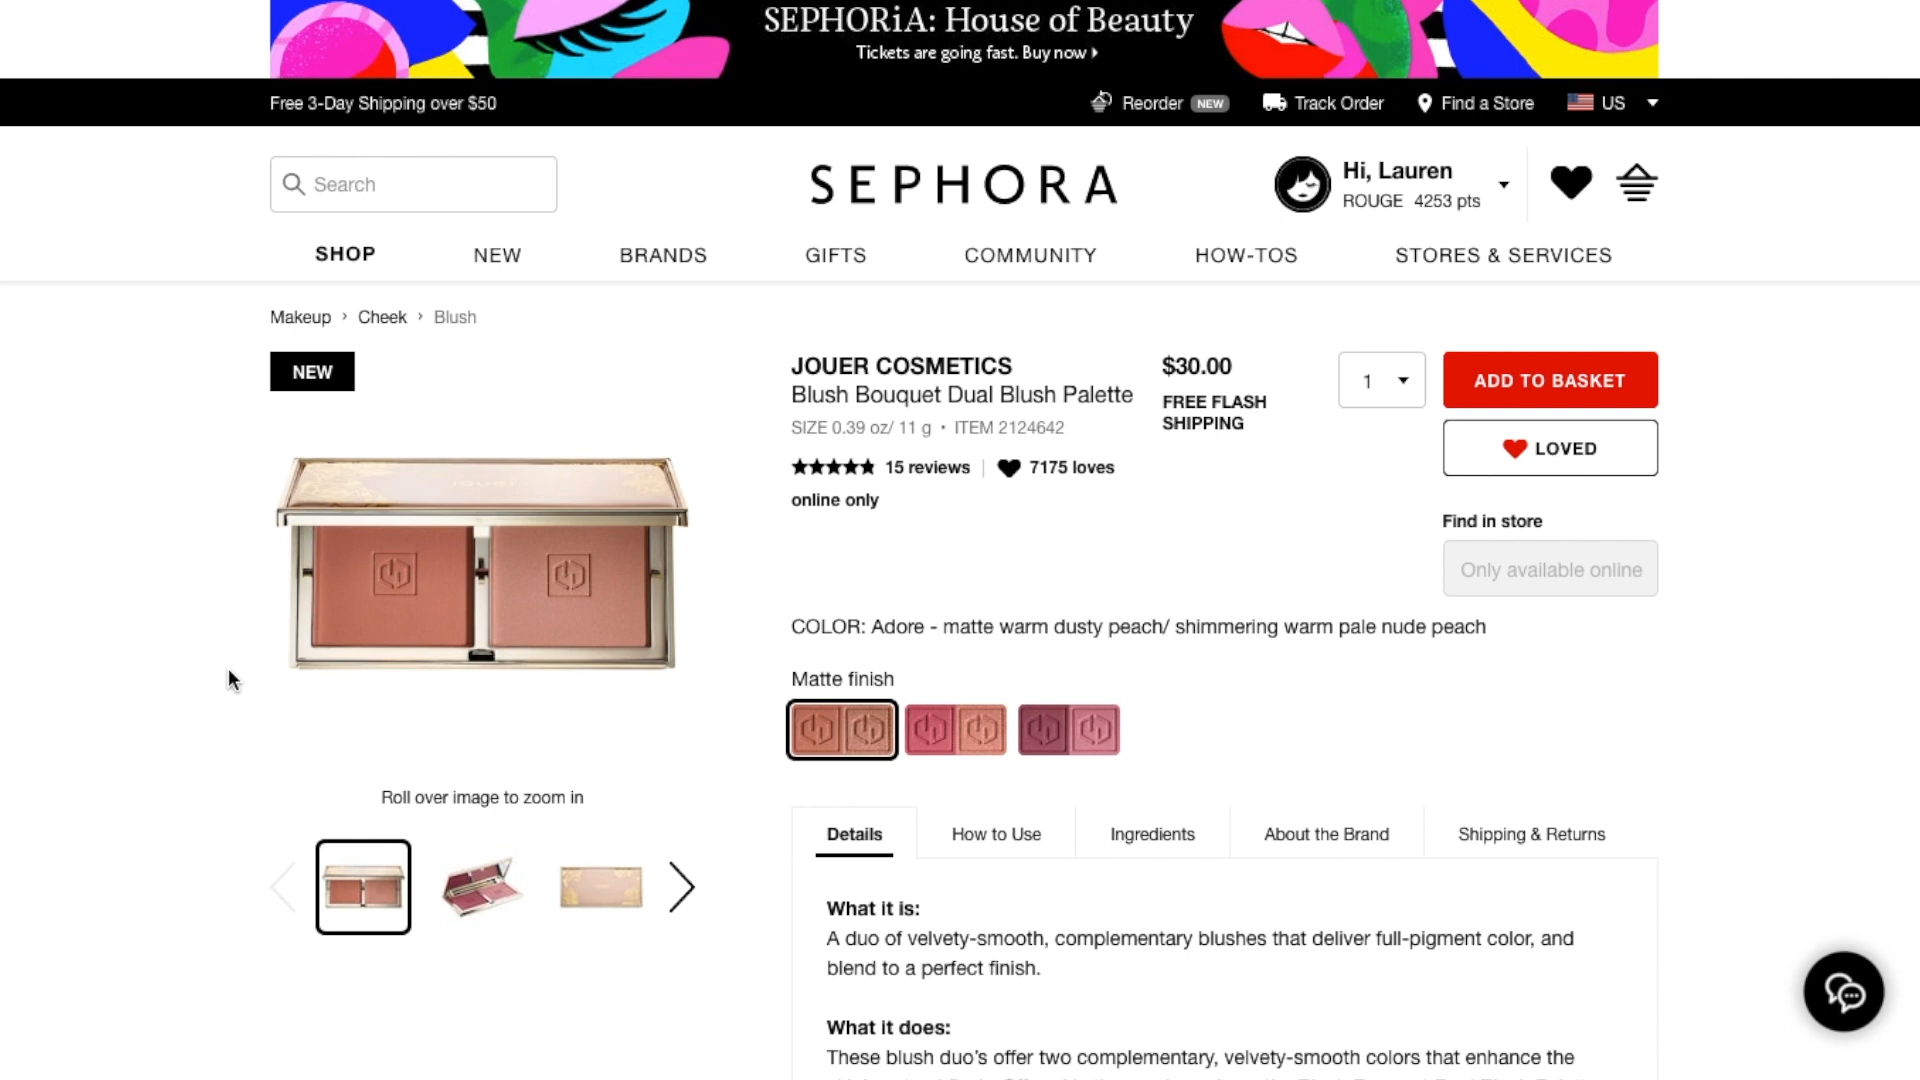 SEPHORiA: House of Beauty
Tickets are going fast. Buy now
Free 3-Day Shipping over $50
Reorder NEW
Track Order
Find a Store
US
Search
SEPHORA
Hi, Lauren
ROUGE 4253 pts
SHOP
NEW
BRANDS
GIFTS
COMMUNITY
HOW-TOS
STORES & SERVICES
Makeup › Cheek › Blush
NEW
JOUER COSMETICS
Blush Bouquet Dual Blush Palette
SIZE 0.39 oz/ 11 g • ITEM 2124642
15 reviews
7175 loves
online only
$30.00
FREE FLASH
SHIPPING
1
ADD TO BASKET
LOVED
Find in store
Only available online
COLOR: Adore - matte warm dusty peach/ shimmering warm pale nude peach
Matte finish
Roll over image to zoom in
Details
How to Use
Ingredients
About the Brand
Shipping & Returns
What it is:
A duo of velvety-smooth, complementary blushes that deliver full-pigment color, and
blend to a perfect finish.
What it does:
These blush duo's offer two complementary, velvety-smooth colors that enhance the